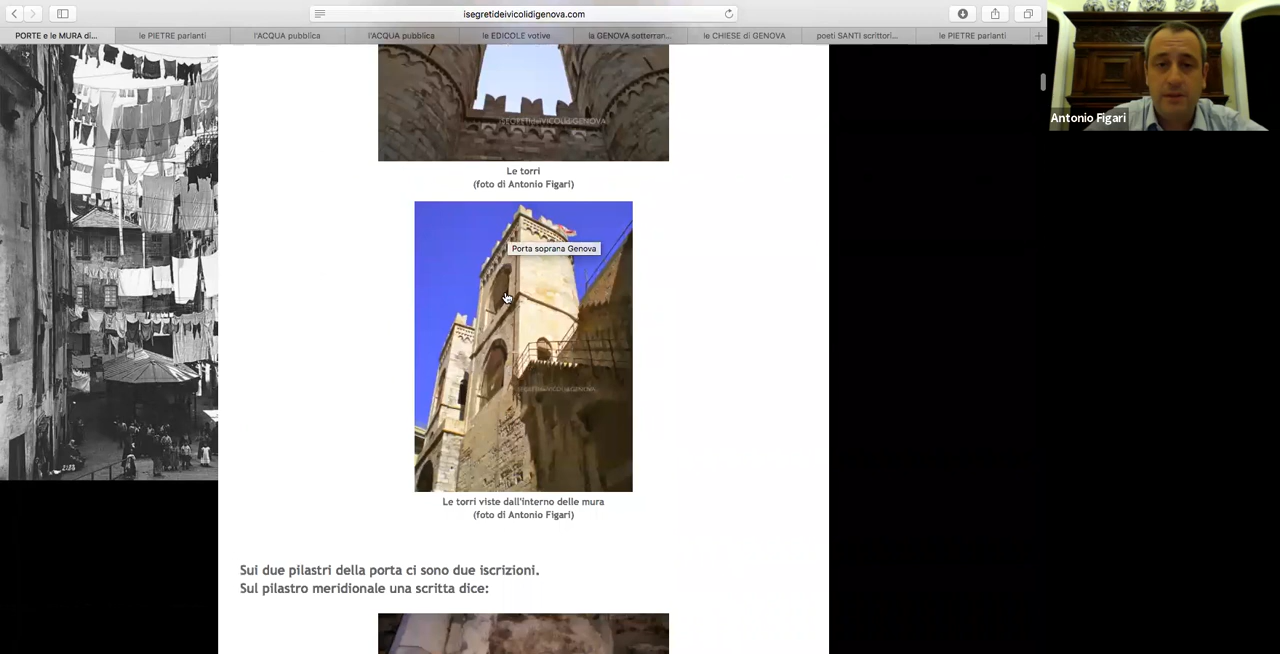 isegretideivicolidigenova.com
PORTE e le MURA di...
le PIETRE parlanti
l'ACQUA pubblica
l'ACQUA pubblica
le EDICOLE votive
la GENOVA sotterran...
le CHIESE di GENOVA
poeti SANTI scrittori...
le PIETRE parlanti
Antonio Figari
ISEGRETIDEIVICOLIDIGENOVA
Le torri
(foto di Antonio Figari)
Porta soprana Genova
ISEGRETIDEIVICOLIDIGENOVA
Le torri viste dall'interno delle mura
(foto di Antonio Figari)
Sui due pilastri della porta ci sono due iscrizioni.
Sul pilastro meridionale una scritta dice: